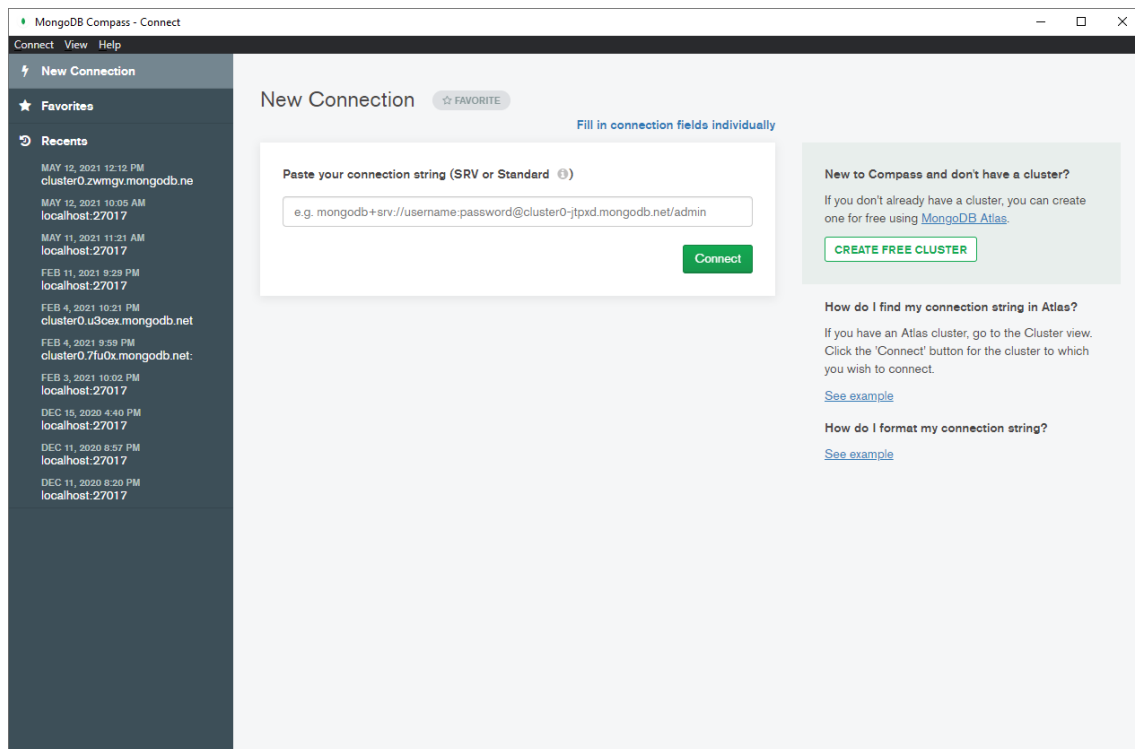 MongoDB Compass - Connect
Connect View Help
New Connection
Favorites
Recents
MAY 12, 2021 12:12 PM
cluster0.zwmgv.mongodb.ne
MAY 12, 2021 10:05 AM
localhost:27017
MAY 11, 2021 11:21 AM
localhost:27017
FEB 11, 2021 9:29 PM
localhost:27017
FEB 4, 2021 10:21 PM
cluster0.u3cex.mongodb.net
FEB 4, 2021 9:59 PM
cluster0.7fu0x.mongodb.net:
FEB 3, 2021 10:02 PM
localhost:27017
DEC 15, 2020 4:40 PM
localhost:27017
DEC 11, 2020 8:57 PM
localhost:27017
DEC 11, 2020 8:20 PM
localhost:27017
New Connection FAVORITE
Fill in connection fields individually
Paste your connection string (SRV or Standard )
e.g. mongodb+srv://username:password@cluster0-jtpxd.mongodb.net/admin
Connect
New to Compass and don't have a cluster?
If you don't already have a cluster, you can create
one for free using MongoDB Atlas.
CREATE FREE CLUSTER
How do I find my connection string in Atlas?
If you have an Atlas cluster, go to the Cluster view.
Click the 'Connect' button for the cluster to which
you wish to connect.
See example
How do I format my connection string?
See example